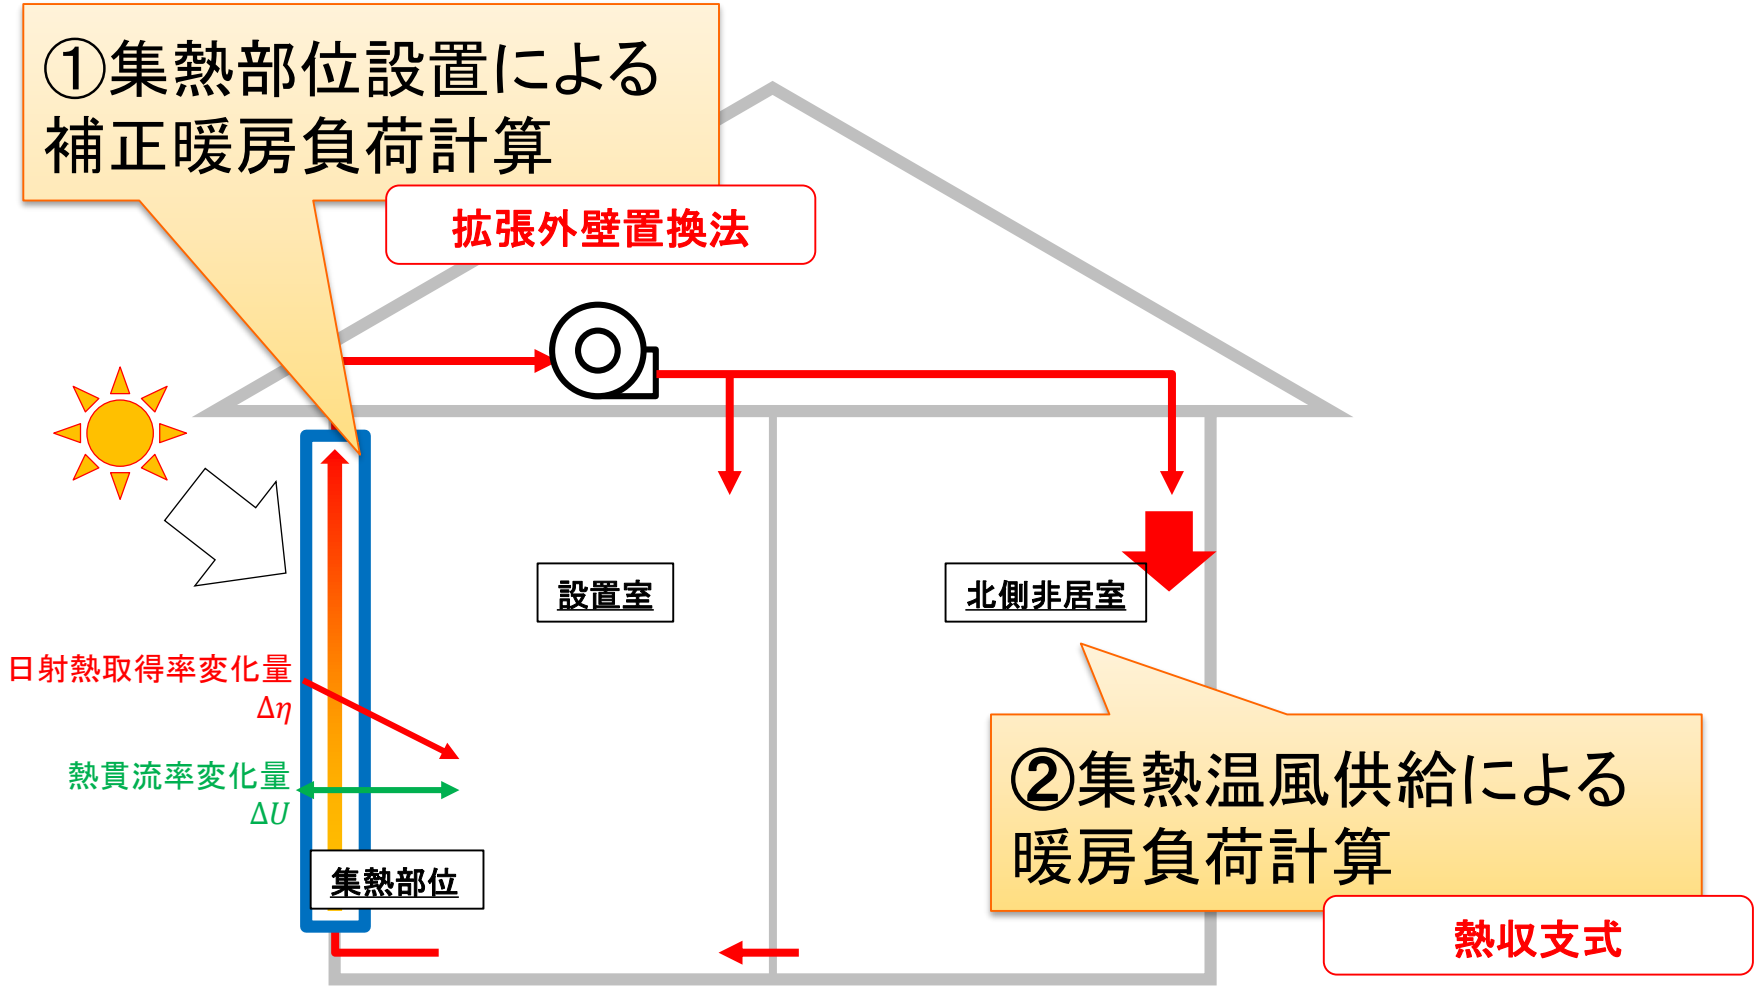 ①集熱部位設置による
補正暖房負荷計算
拡張外壁置換法
設置室
北側非居室
日射熱取得率変化量
Δη
熱貫流率変化量
ΔU
②集熱温風供給による
暖房負荷計算
集熱部位
熱収支式